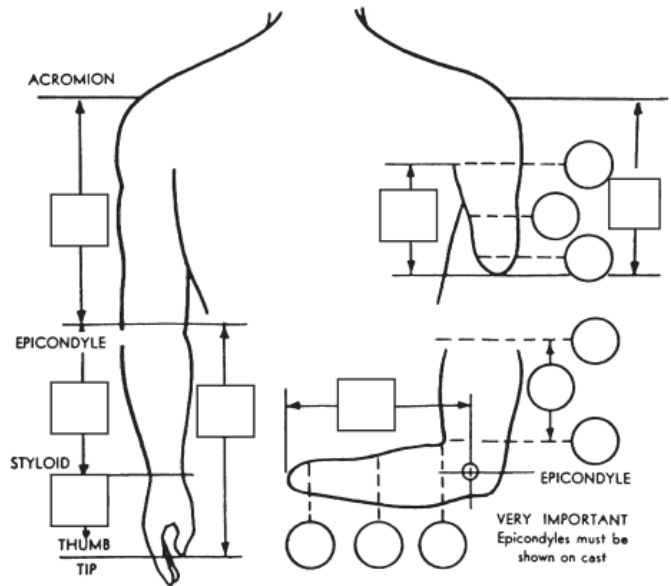 ACROMION
EPICONDYLE
STYLOID
EPICONDYLE
VERY IMPORTANT
Epicondyles must be
shown on cast
THUMB
TIP